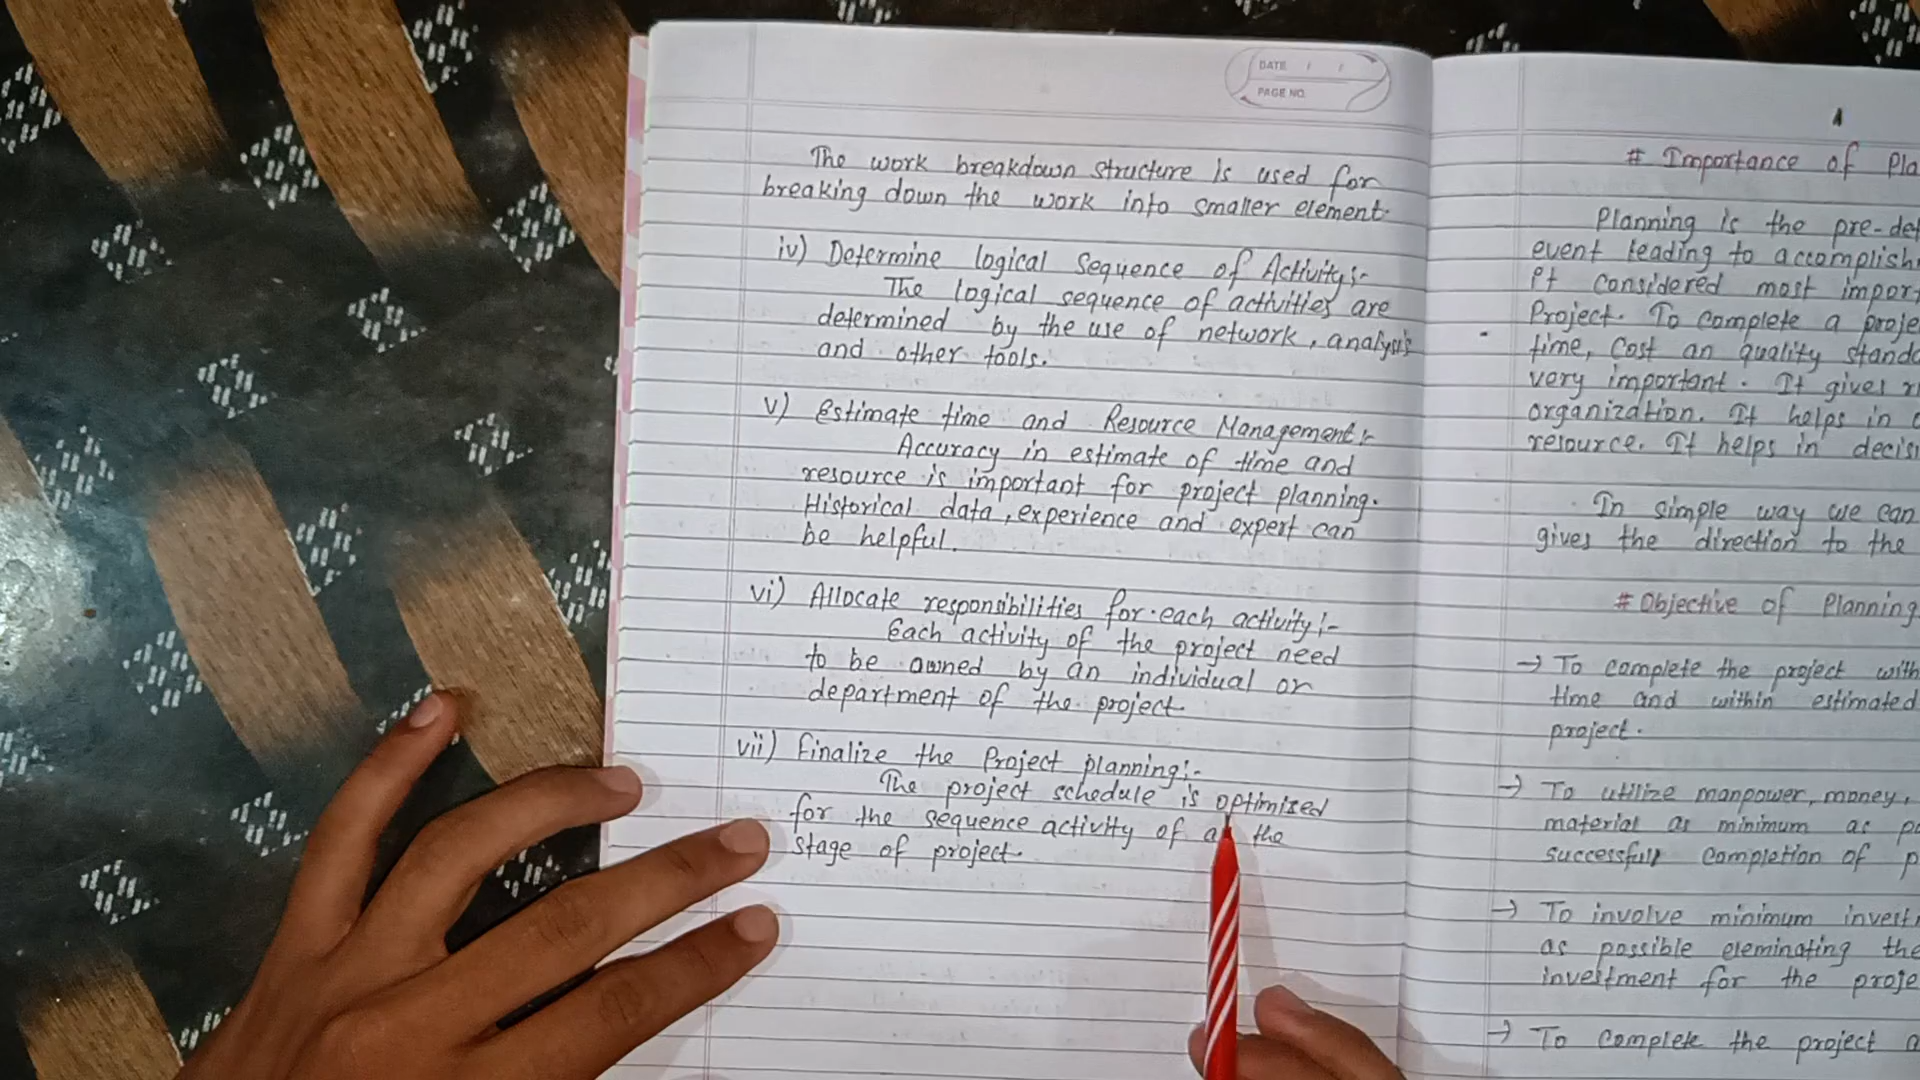 DATE / /
PAGE NO.
The work breakdown structure is used for
breaking down the work into smaller element.
iv) Determine logical Sequence of Activity:-
The logical sequence of activities are
determined by the use of network, analysis
and other tools.
v) Estimate time and Resource Management:-
Accuracy in estimate of time and
resource is important for project planning.
Historical data, experience and expert can
be helpful.
vi) Allocate responsibilities for each activity:-
Each activity of the project need
to be owned by an individual or
department of the project.
vii) Finalize the Project planning:-
The project schedule is optimized
for the sequence activity of the
stage of project.
# Importance of
Planning is the
event leading to
it considered most
Project. To complete a
time, cost an quality
very important. It gives
organization. It helps in
resource. It helps in
In simple way we can
gives the direction to the
# Objective of Planning
→ To complete the project
time and within estimated
project.
→ To utilize manpower, money,
material as minimum as
successfull completion of
→ To involve minimum
as possible eleminating the
investment for the
→ To complete the project